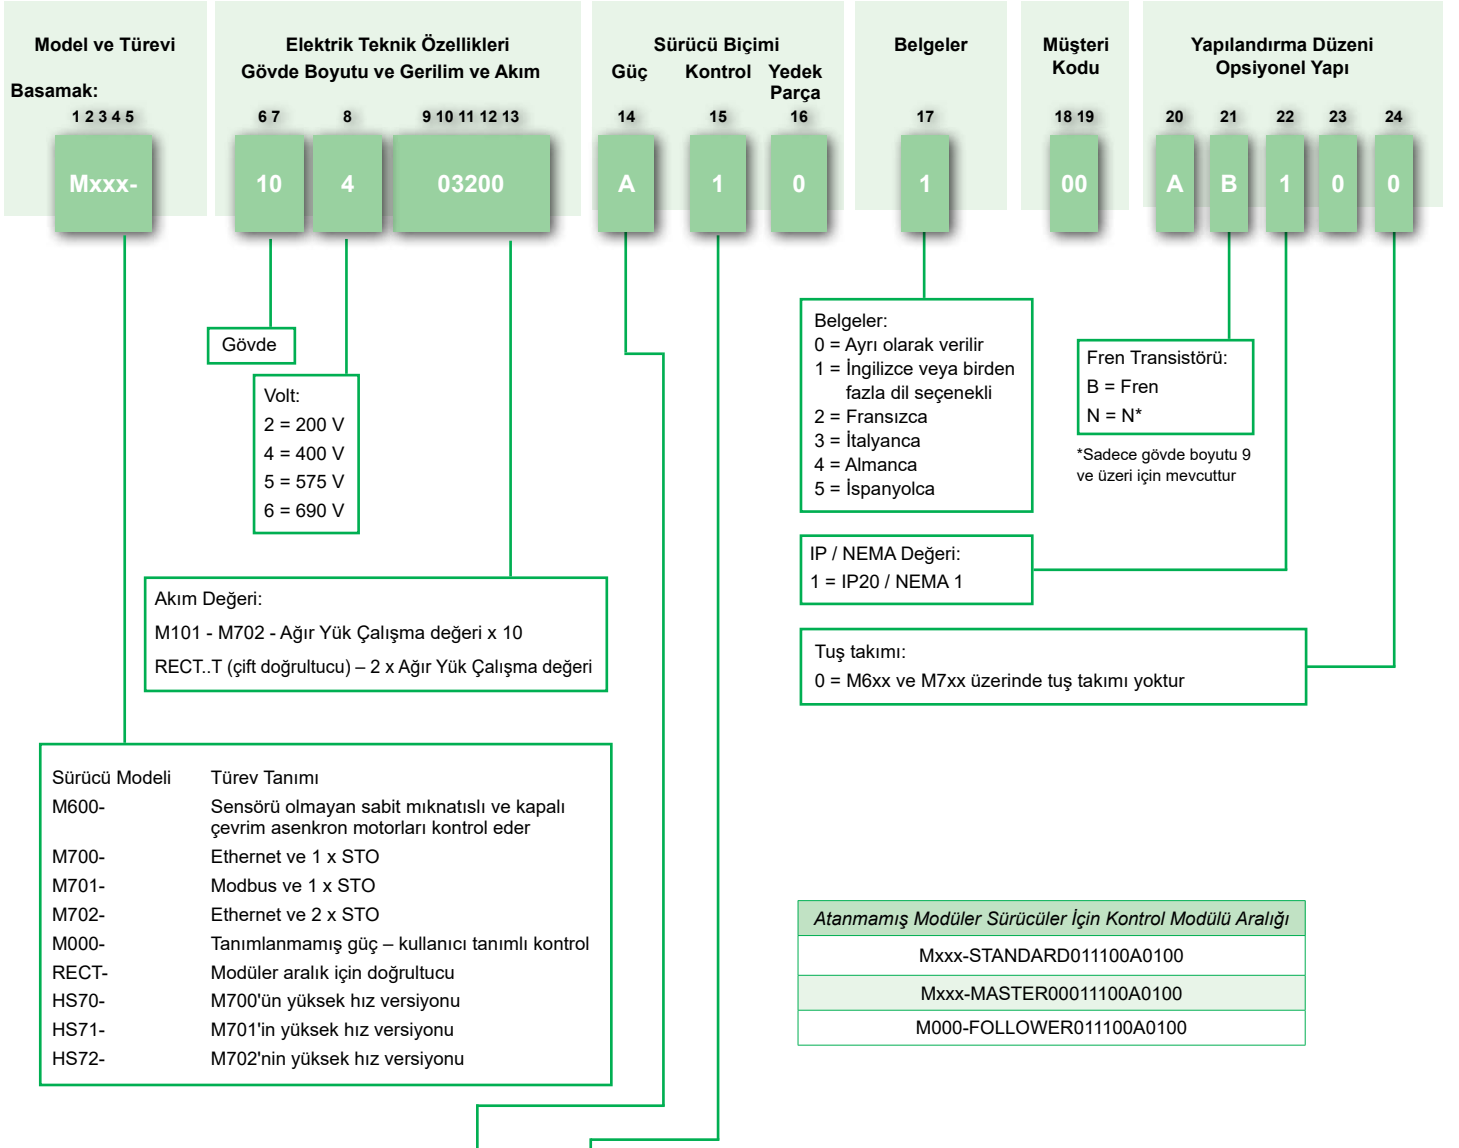 Model ve Türevi
Basamak:
1 2 3 4 5
Mxxx-
Elektrik Teknik Özellikleri
Gövde Boyutu ve Gerilim ve Akım
6 7
8
9 10 11 12 13
10
4
03200
Sürücü Biçimi
Güç
Kontrol
Yedek
Parça
14
15
16
A
1
0
Belgeler
17
1
Müşteri
Kodu
18 19
00
Yapılandırma Düzeni
Opsiyonel Yapı
20
21
22
23
24
A
B
1
0
0
Gövde
Volt:
2 = 200 V
4 = 400 V
5 = 575 V
6 = 690 V
Akım Değeri:
M101 - M702 - Ağır Yük Çalışma değeri x 10
RECT..T (çift doğrultucu) – 2 x Ağır Yük Çalışma değeri
Sürücü Modeli Türev Tanımı
M600- Sensörü olmayan sabit mıknatıslı ve kapalı
çevrim asenkron motorları kontrol eder
M700- Ethernet ve 1 x STO
M701- Modbus ve 1 x STO
M702- Ethernet ve 2 x STO
M000- Tanımlanmamış güç – kullanıcı tanımlı kontrol
RECT- Modüler aralık için doğrultucu
HS70- M700'ün yüksek hız versiyonu
HS71- M701'in yüksek hız versiyonu
HS72- M702'nin yüksek hız versiyonu
Belgeler:
0 = Ayrı olarak verilir
1 = İngilizce veya birden
fazla dil seçenekli
2 = Fransızca
3 = İtalyanca
4 = Almanca
5 = İspanyolca
Fren Transistörü:
B = Fren
N = N*
*Sadece gövde boyutu 9
ve üzeri için mevcuttur
IP / NEMA Değeri:
1 = IP20 / NEMA 1
Tuş takımı:
0 = M6xx ve M7xx üzerinde tuş takımı yoktur
Atanmamış Modüler Sürücüler İçin Kontrol Modülü Aralığı
Mxxx-STANDARD011100A0100
Mxxx-MASTER00011100A0100
M000-FOLLOWER011100A0100